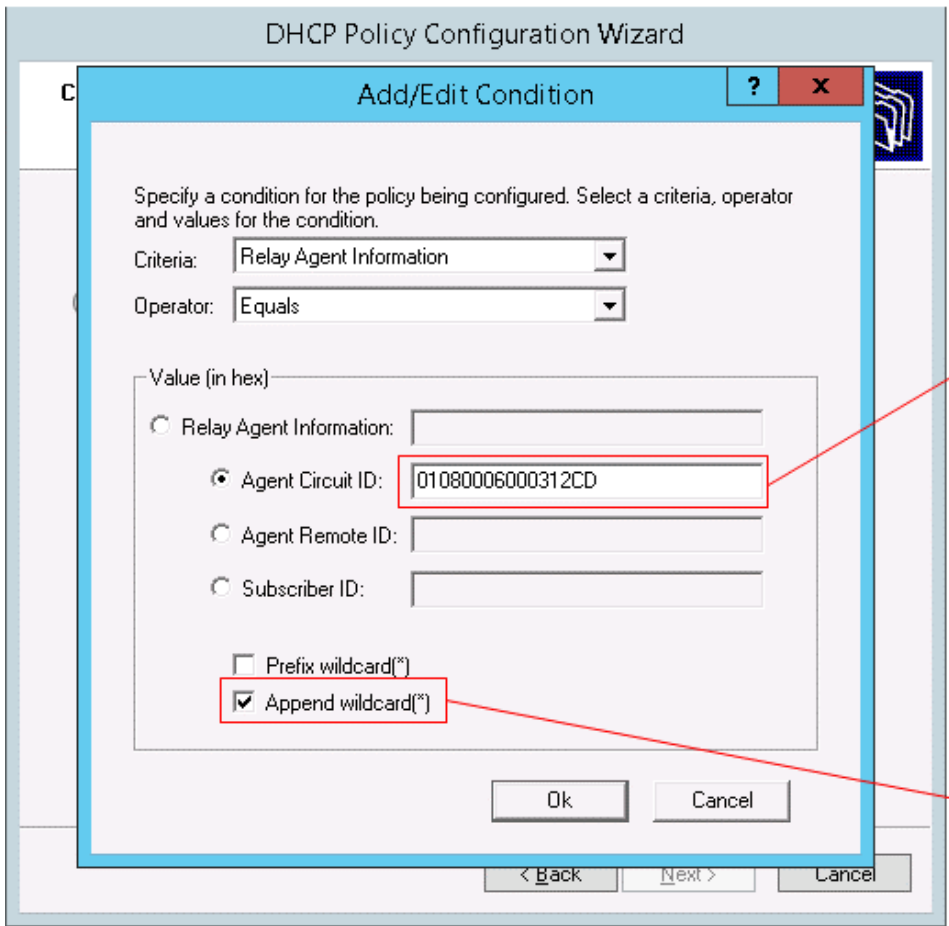 DHCP Policy Configuration Wizard
C
Add/Edit Condition
?
x
Specify a condition for the policy being configured. Select a criteria, operator
and values for the condition.
Criteria: Relay Agent Information
Operator: Equals
Value (in hex)
Relay Agent Information:
Agent Circuit ID: 01080006000312CD
Agent Remote ID:
Subscriber ID:
Prefix wildcard(*)
Append wildcard(*)
Ok Cancel
< Back Next > Cancel